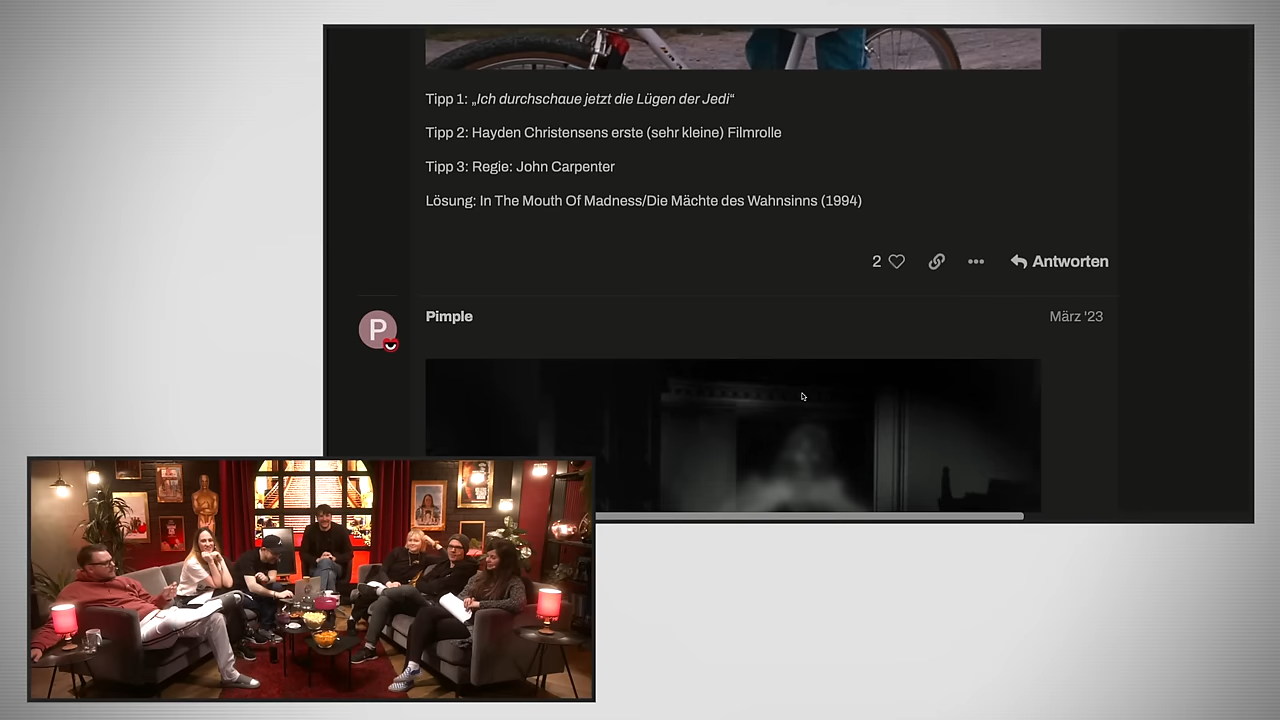 Tipp 1: „Ich durchschaue jetzt die Lügen der Jedi“
Tipp 2: Hayden Christensens erste (sehr kleine) Filmrolle
Tipp 3: Regie: John Carpenter
Lösung: In The Mouth Of Madness/Die Mächte des Wahnsinns (1994)
2
Antworten
P
Pimple
März '23